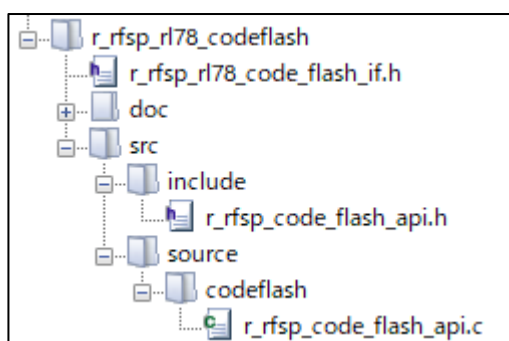 r_rfsp_rl78_codeflash
r_rfsp_rl78_code_flash_if.h
doc
src
include
r_rfsp_code_flash_api.h
source
codeflash
r_rfsp_code_flash_api.c